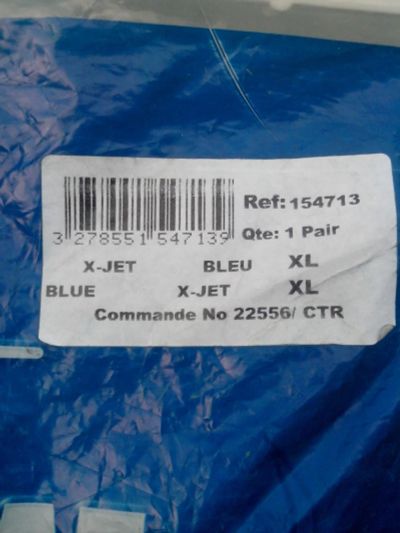 Ref: 154713
3 278551 547139
Qte: 1 Pair
X-JET BLEU XL
BLUE X-JET XL
Commande No 22556/ CTR